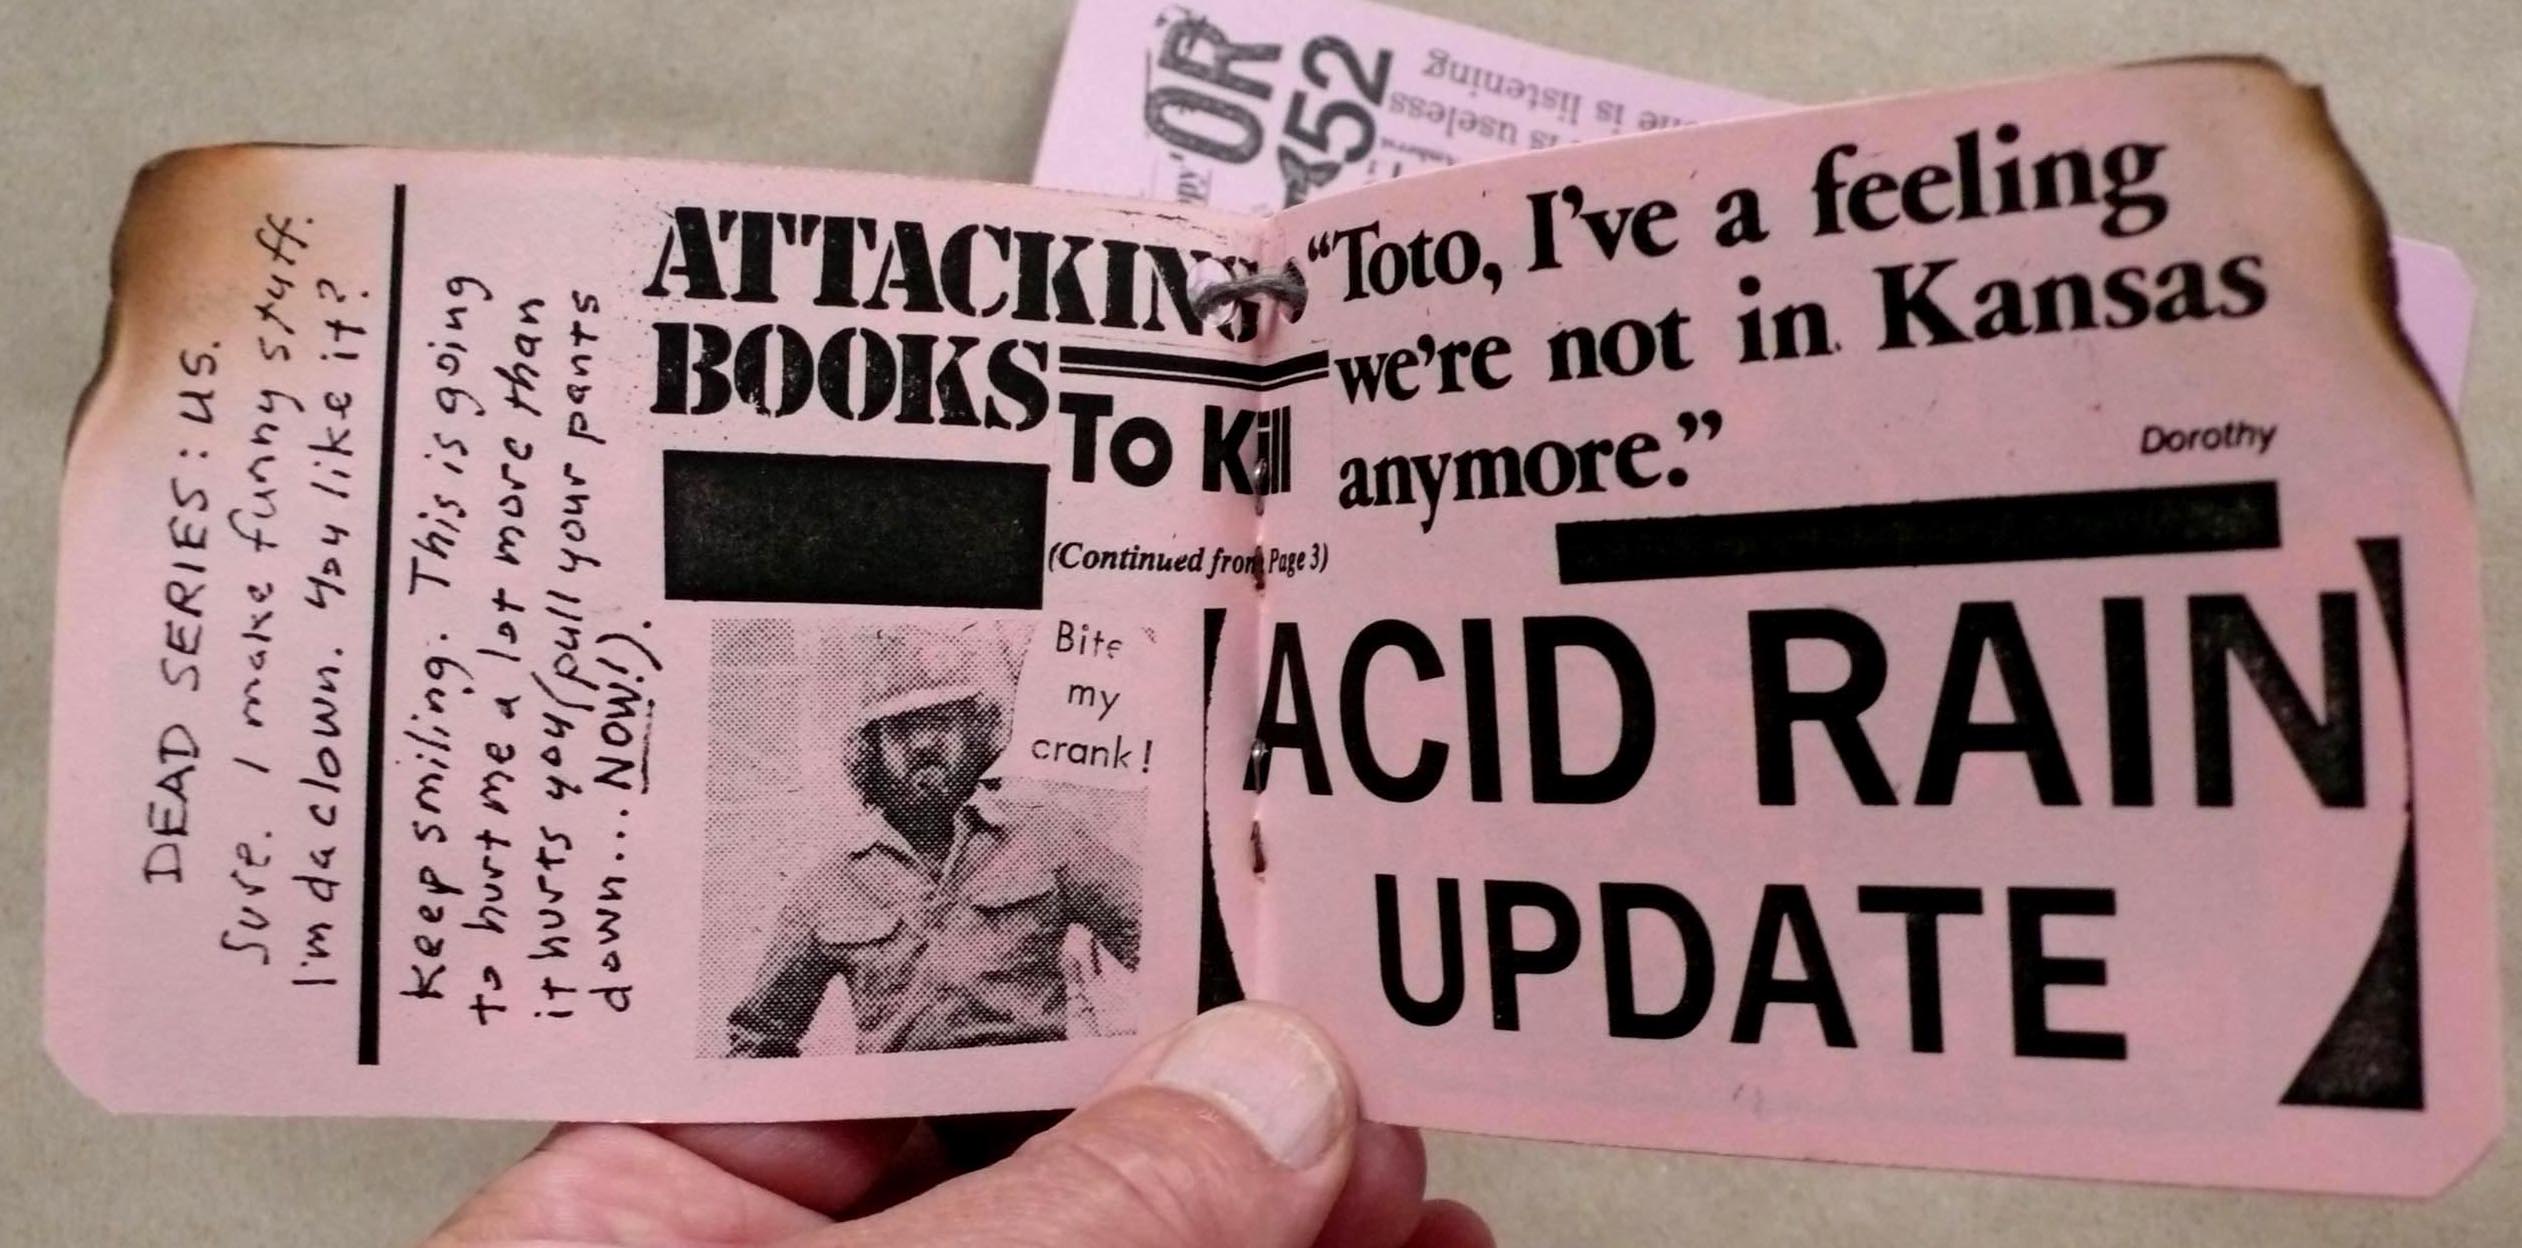 DEAD SERIES: US.
Sure. I make funny stuff.
I'm da clown. You like it?
Keep smiling. This is going
to hurt me a lot more than
it hurts you (pull your pants
down... NOW!).
ATTACKING
BOOKS
To Kill
(Continued from Page 3)
Bite
my
crank!
“Toto, I've a feeling
we're not in Kansas
anymore.”
Dorothy
ACID RAIN
UPDATE
OR
52
is useless
is listening